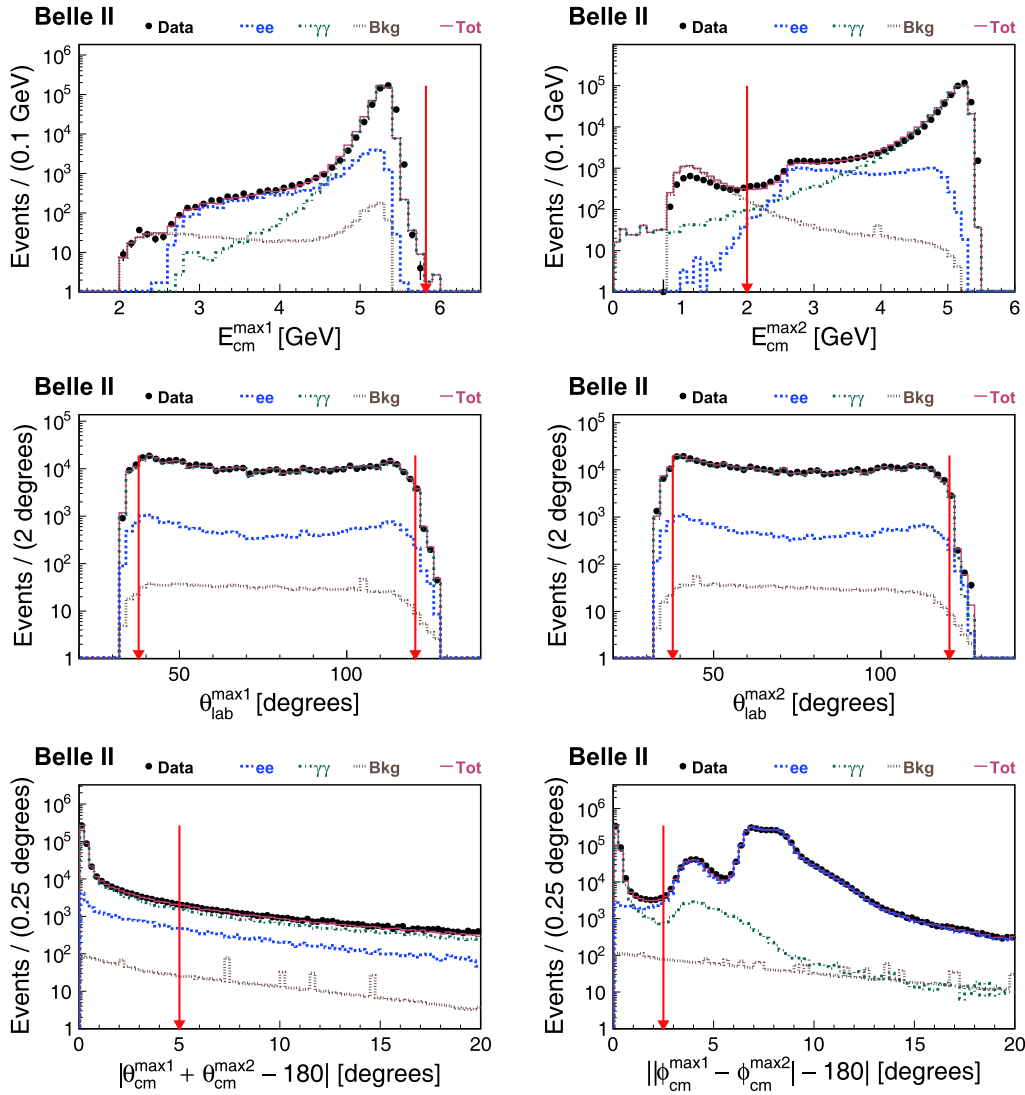 Belle II
Data ee γγ Bkg Tot
Events / (0.1 GeV)
10⁶
10⁵
10⁴
10³
10²
10
1
2 3 4 5 6
E_cm^max1 [GeV]
Belle II
Data ee γγ Bkg Tot
Events / (0.1 GeV)
10⁶
10⁵
10⁴
10³
10²
10
1
0 1 2 3 4 5 6
E_cm^max2 [GeV]
Belle II
Data ee γγ Bkg Tot
Events / (2 degrees)
10⁵
10⁴
10³
10²
10
1
50 100
θ_lab^max1 [degrees]
Belle II
Data ee γγ Bkg Tot
Events / (2 degrees)
10⁵
10⁴
10³
10²
10
1
50 100
θ_lab^max2 [degrees]
Belle II
Data ee γγ Bkg Tot
Events / (0.25 degrees)
10⁶
10⁵
10⁴
10³
10²
10
1
0 5 10 15 20
|θ_cm^max1 + θ_cm^max2 − 180| [degrees]
Belle II
Data ee γγ Bkg Tot
Events / (0.25 degrees)
10⁶
10⁵
10⁴
10³
10²
10
1
0 5 10 15 20
||ϕ_cm^max1 − ϕ_cm^max2| − 180| [degrees]